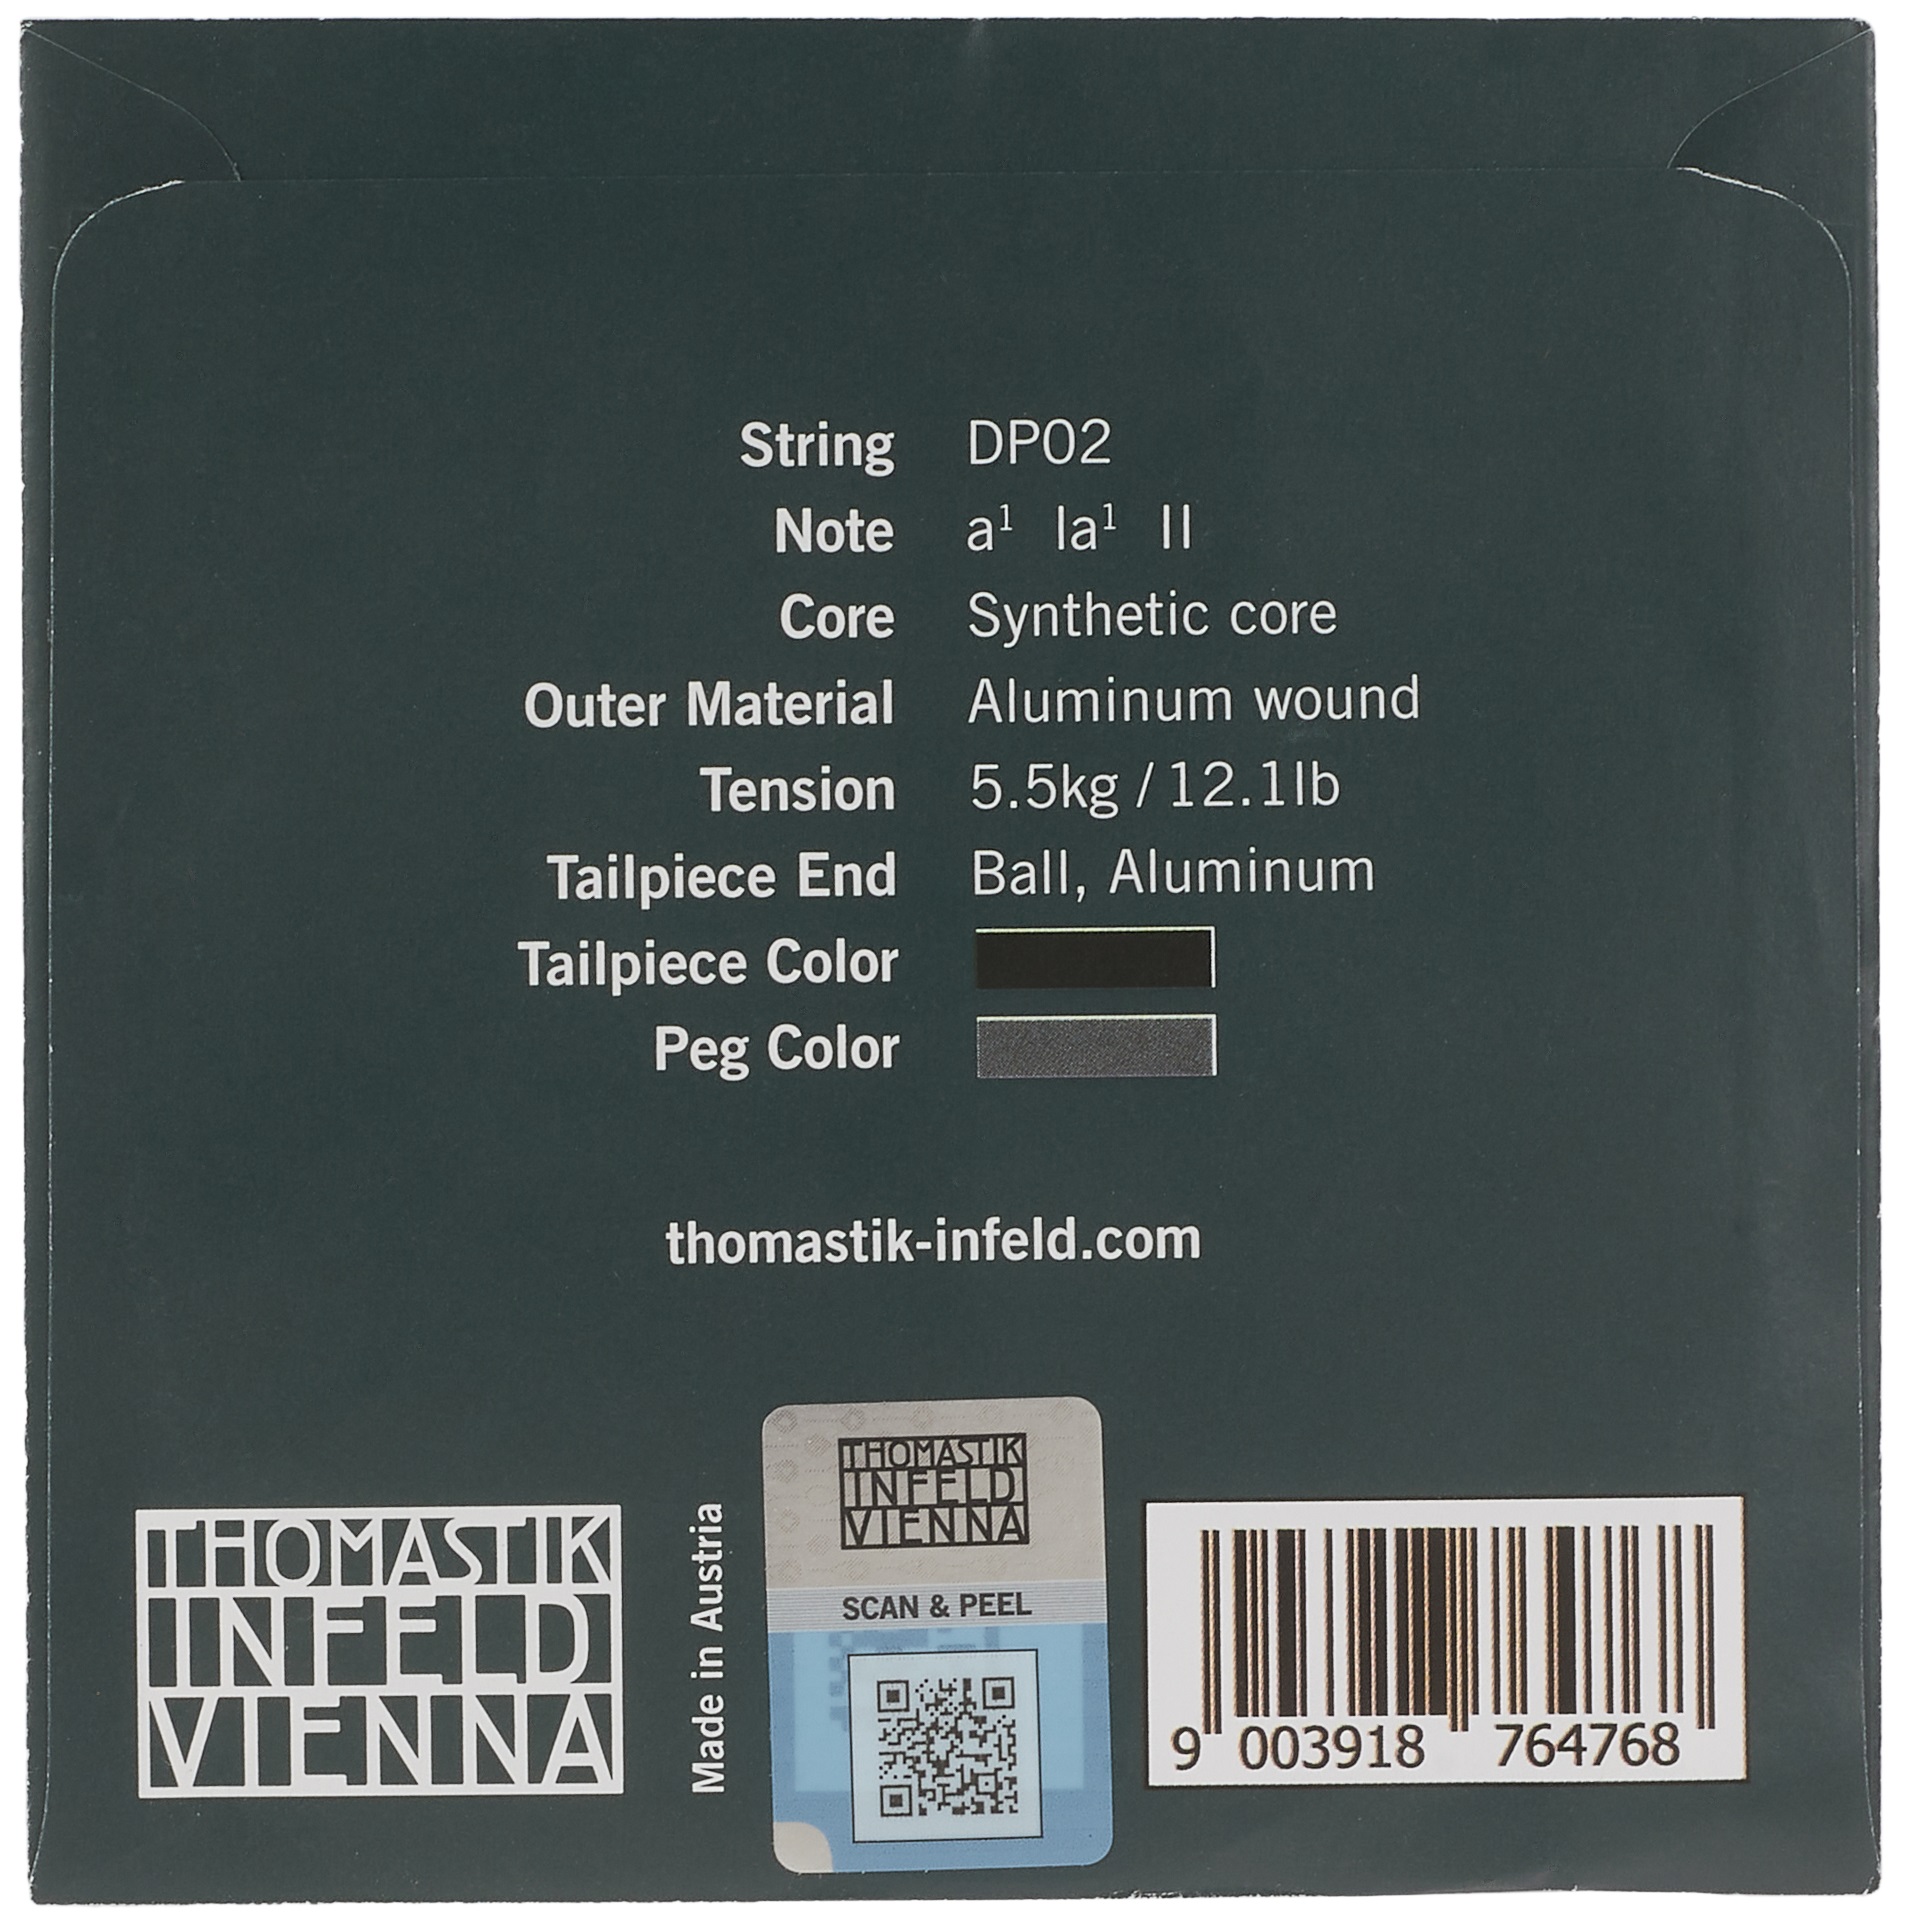 String DP02
Note a¹ la¹ II
Core Synthetic core
Outer Material Aluminum wound
Tension 5.5kg / 12.1lb
Tailpiece End Ball, Aluminum
Tailpiece Color
Peg Color
thomastik-infeld.com
THOMASTIK
INFELD
VIENNA
Made in Austria
THOMASTIK
INFELD
VIENNA
SCAN & PEEL
9 003918 764768